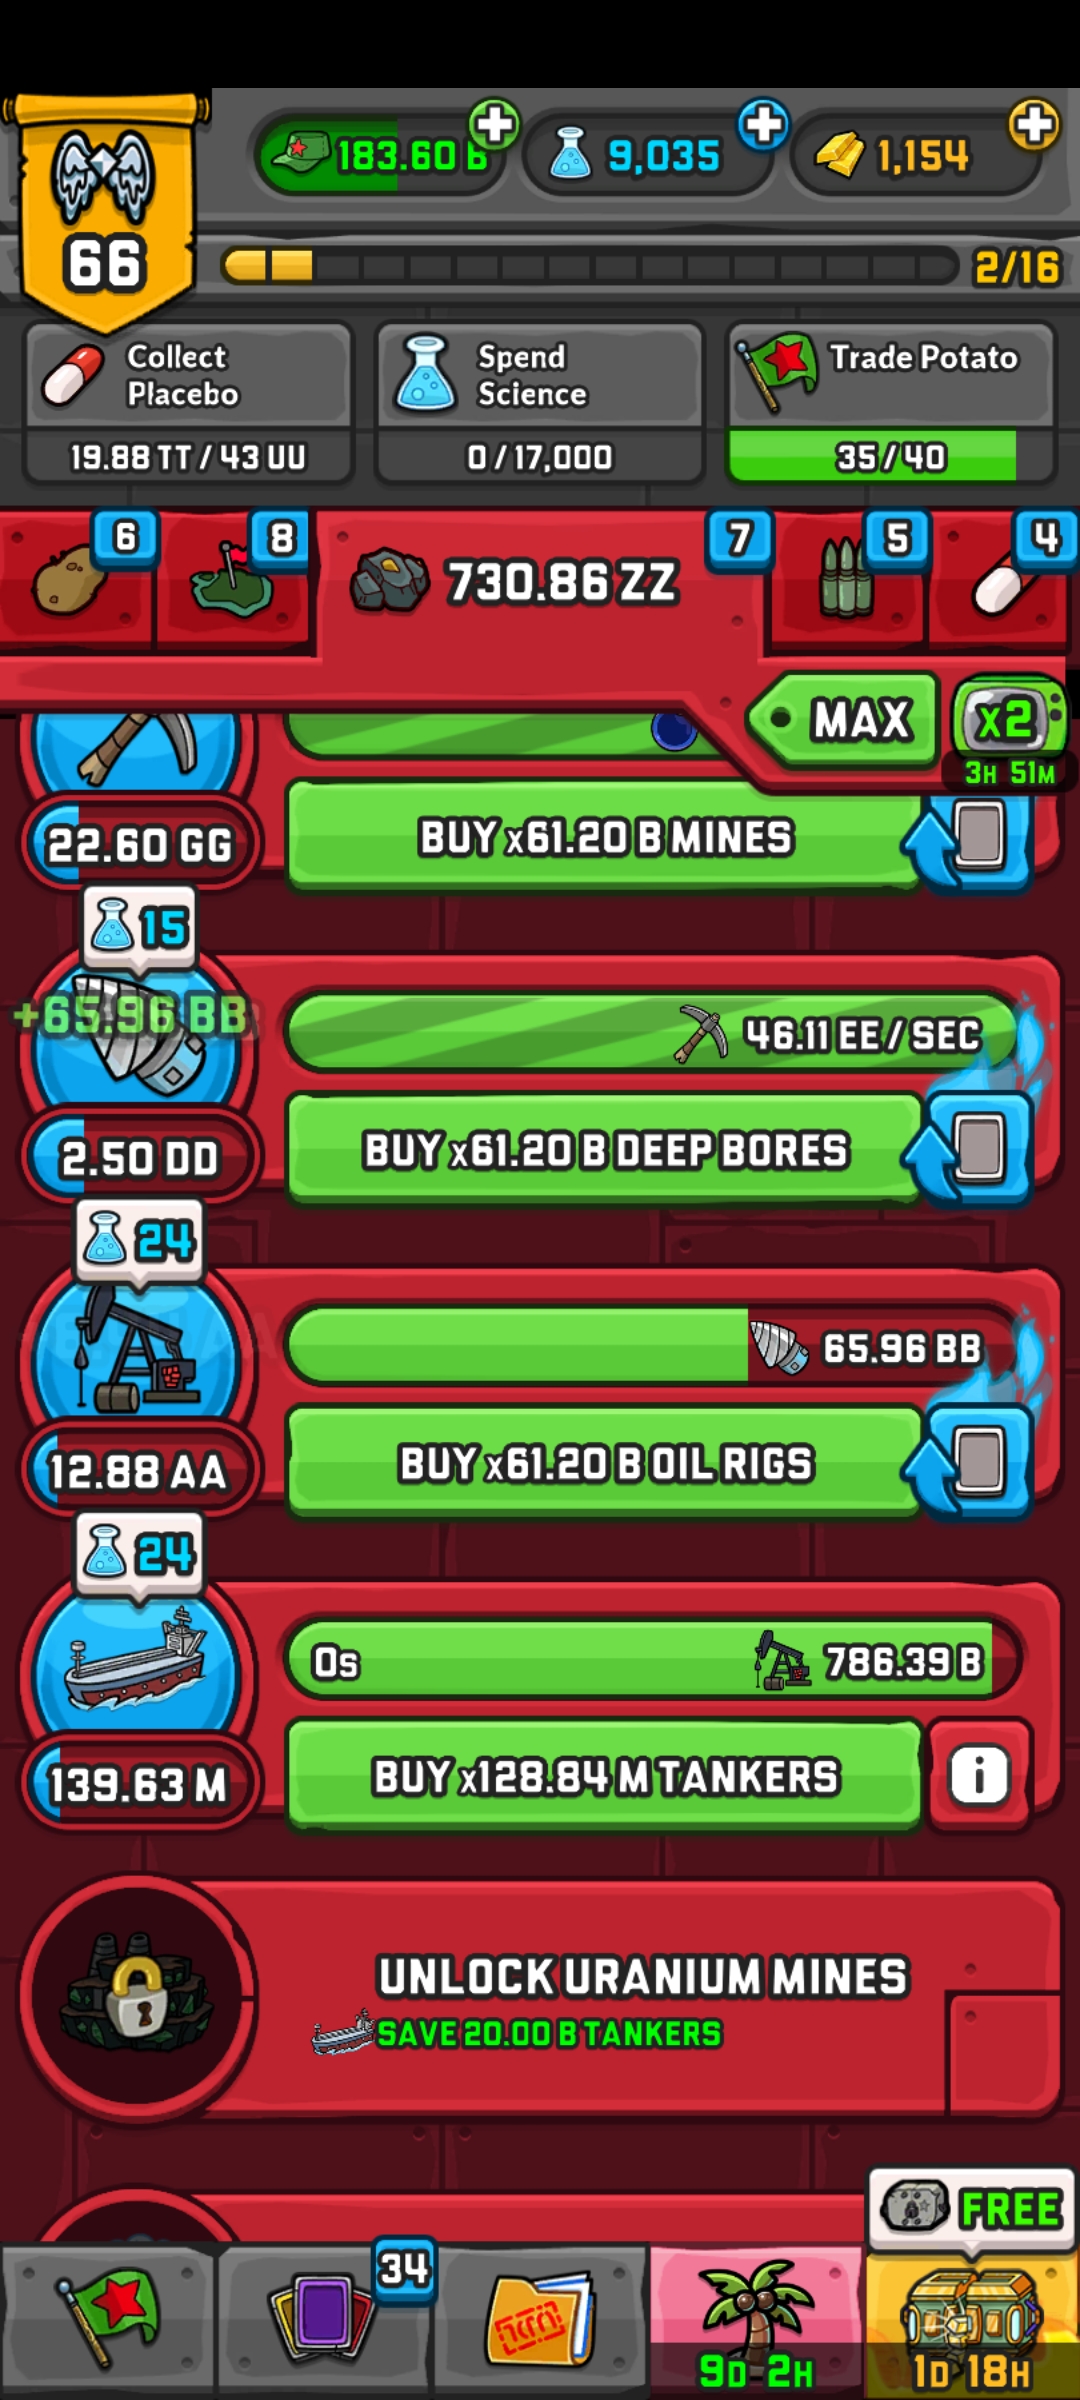 183.60 B
9,035
1,154
66
2/16
Collect
Placebo
19.88 TT / 43 UU
Spend
Science
0 / 17,000
Trade Potato
35 / 40
6
8
730.86 ZZ
7
5
4
MAX
x2
3H 51M
22.60 GG
BUY x61.20 B MINES
15
+65.96 BB
46.11 EE / SEC
2.50 DD
BUY x61.20 B DEEP BORES
24
65.96 BB
12.88 AA
BUY x61.20 B OIL RIGS
24
0s
786.39 B
139.63 M
BUY x128.84 M TANKERS
i
UNLOCK URANIUM MINES
SAVE 20.00 B TANKERS
FREE
34
9D 2H
1D 18H